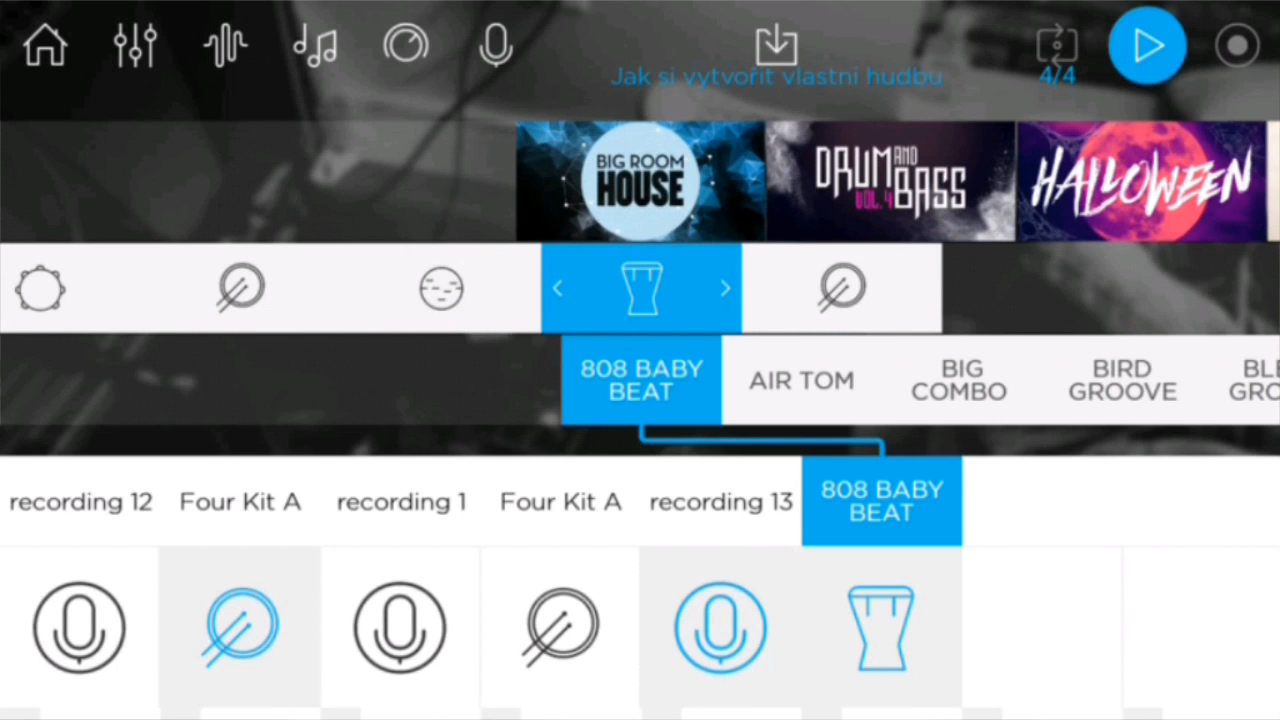 Jak si vytvořit vlastní hudbu
4/4
BIG ROOM
HOUSE
DRUM AND
BASS
VOL. 4
HALLOWEEN
808 BABY
BEAT
AIR TOM
BIG
COMBO
BIRD
GROOVE
recording 12
Four Kit A
recording 1
Four Kit A
recording 13
808 BABY
BEAT